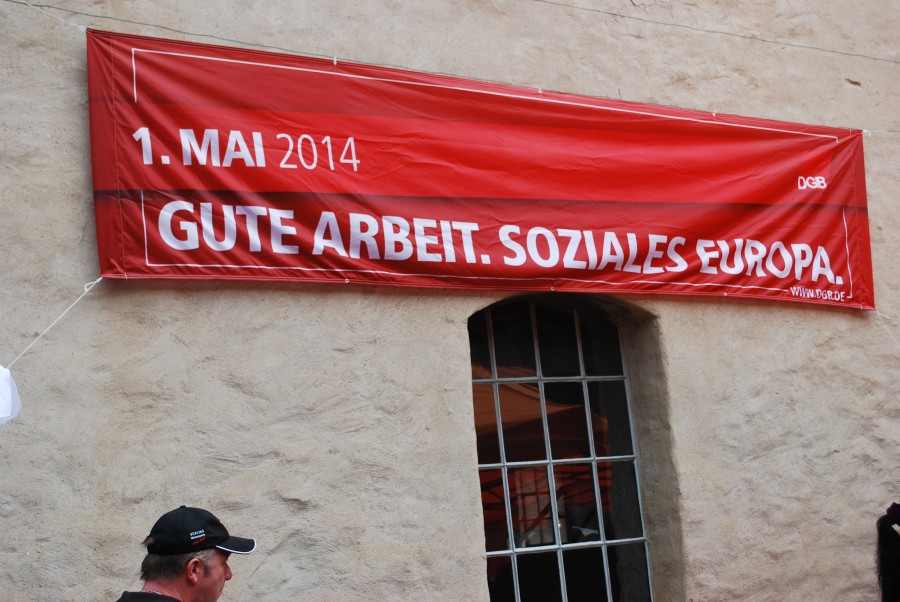 1. MAI 2014
DGB
GUTE ARBEIT. SOZIALES EUROPA.
WWW.DGB.DE